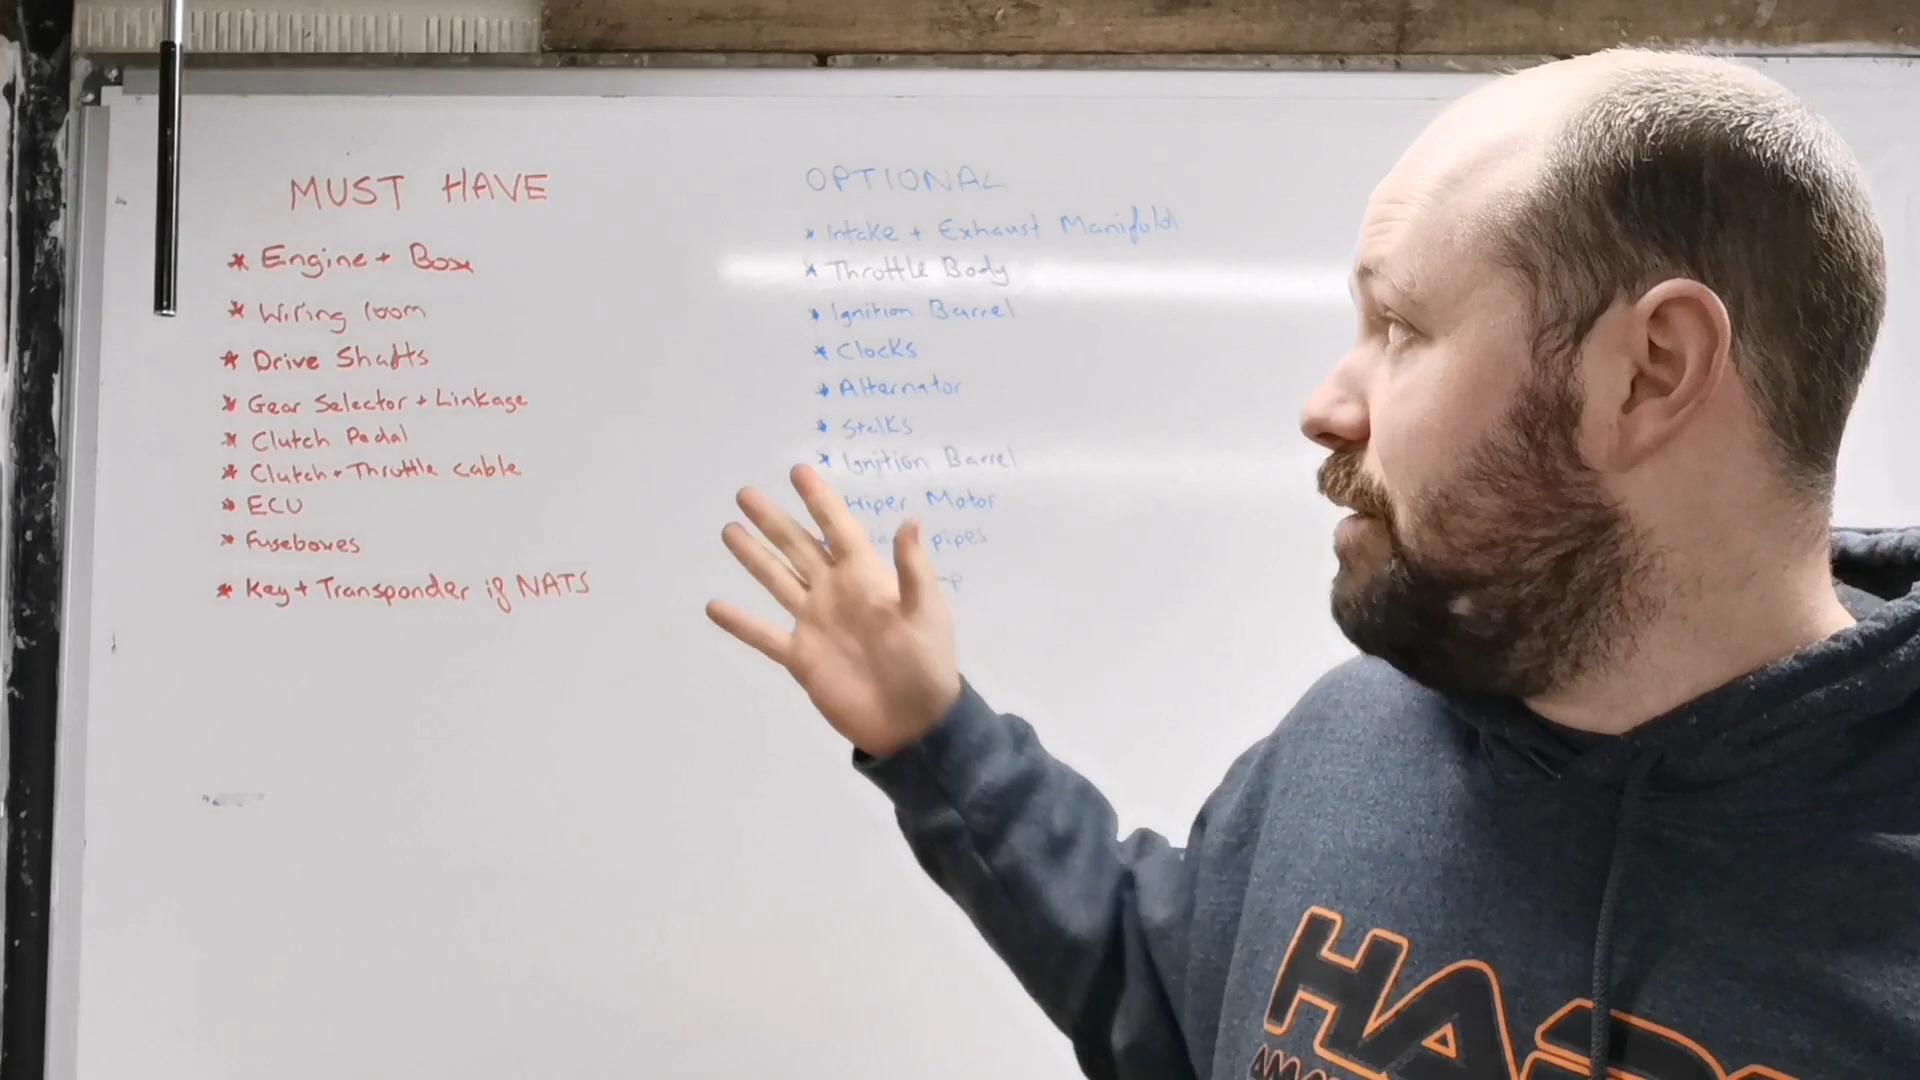 MUST HAVE
* Engine + Box
* Wiring loom
* Drive Shafts
* Gear Selector + Linkage
* Clutch Pedal
* Clutch + Throttle cable
* ECU
* Fuseboxes
* Key + Transponder if NATS
OPTIONAL
* Intake + Exhaust Manifold
* Throttle Body
* Ignition Barrel
* Clocks
* Alternator
* Stalks
* Ignition Barrel
Wiper Motor
pipes